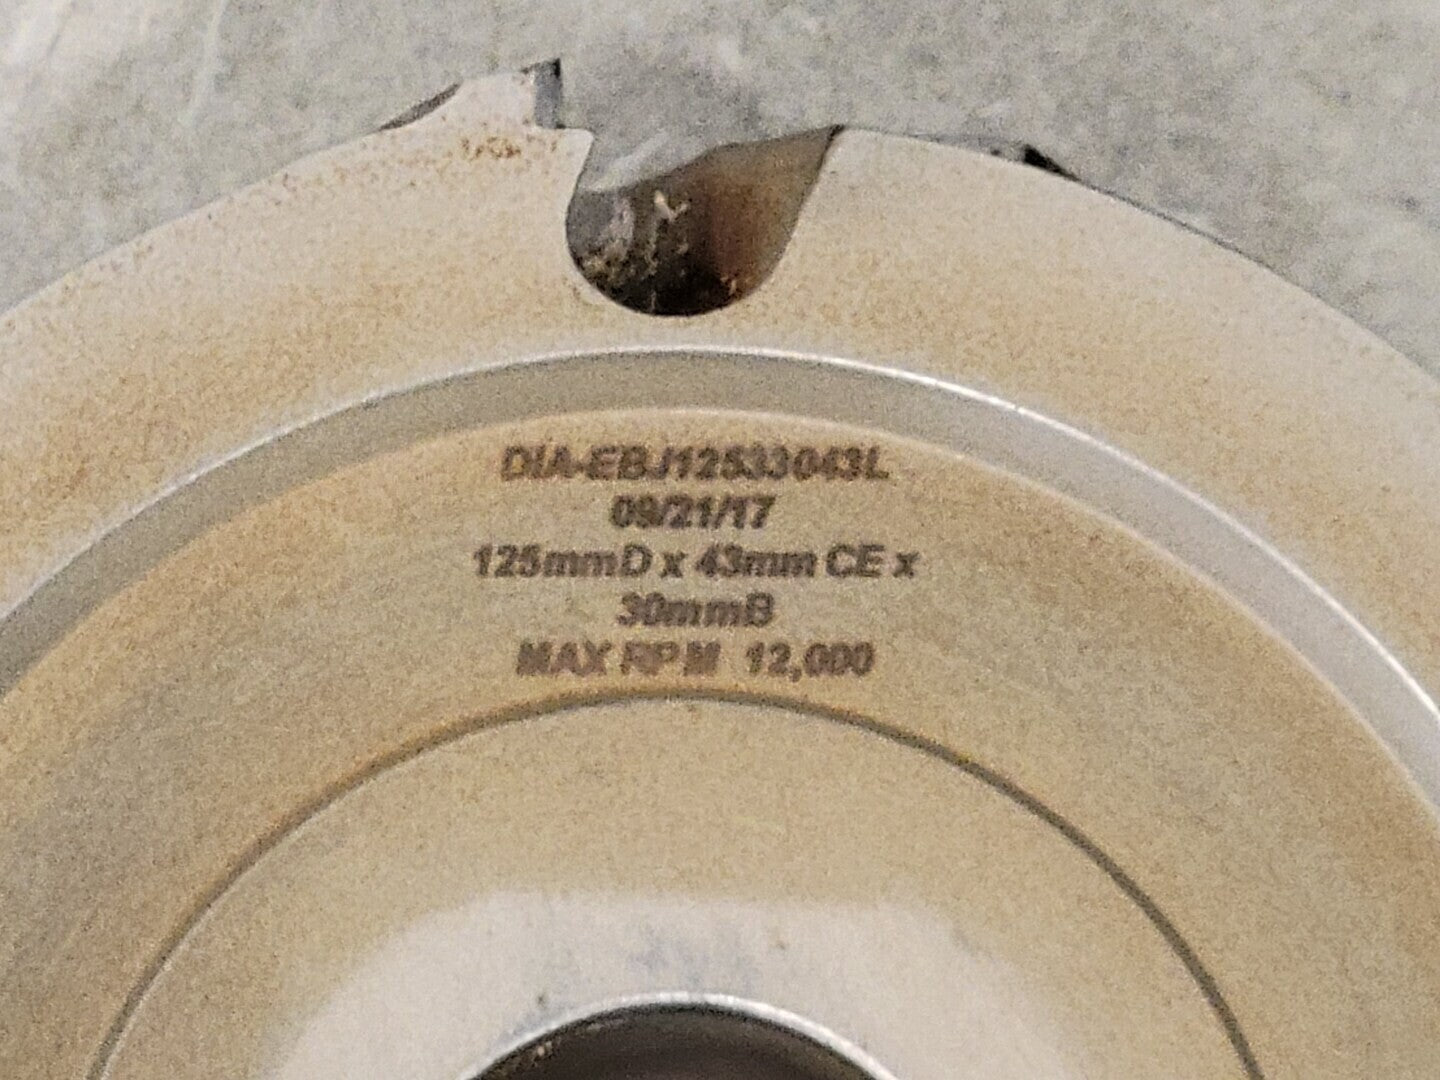 DIA-EBJ12533043L
09/21/17
125mmD x 43mm CE x
30mmB
MAX RPM 12,000